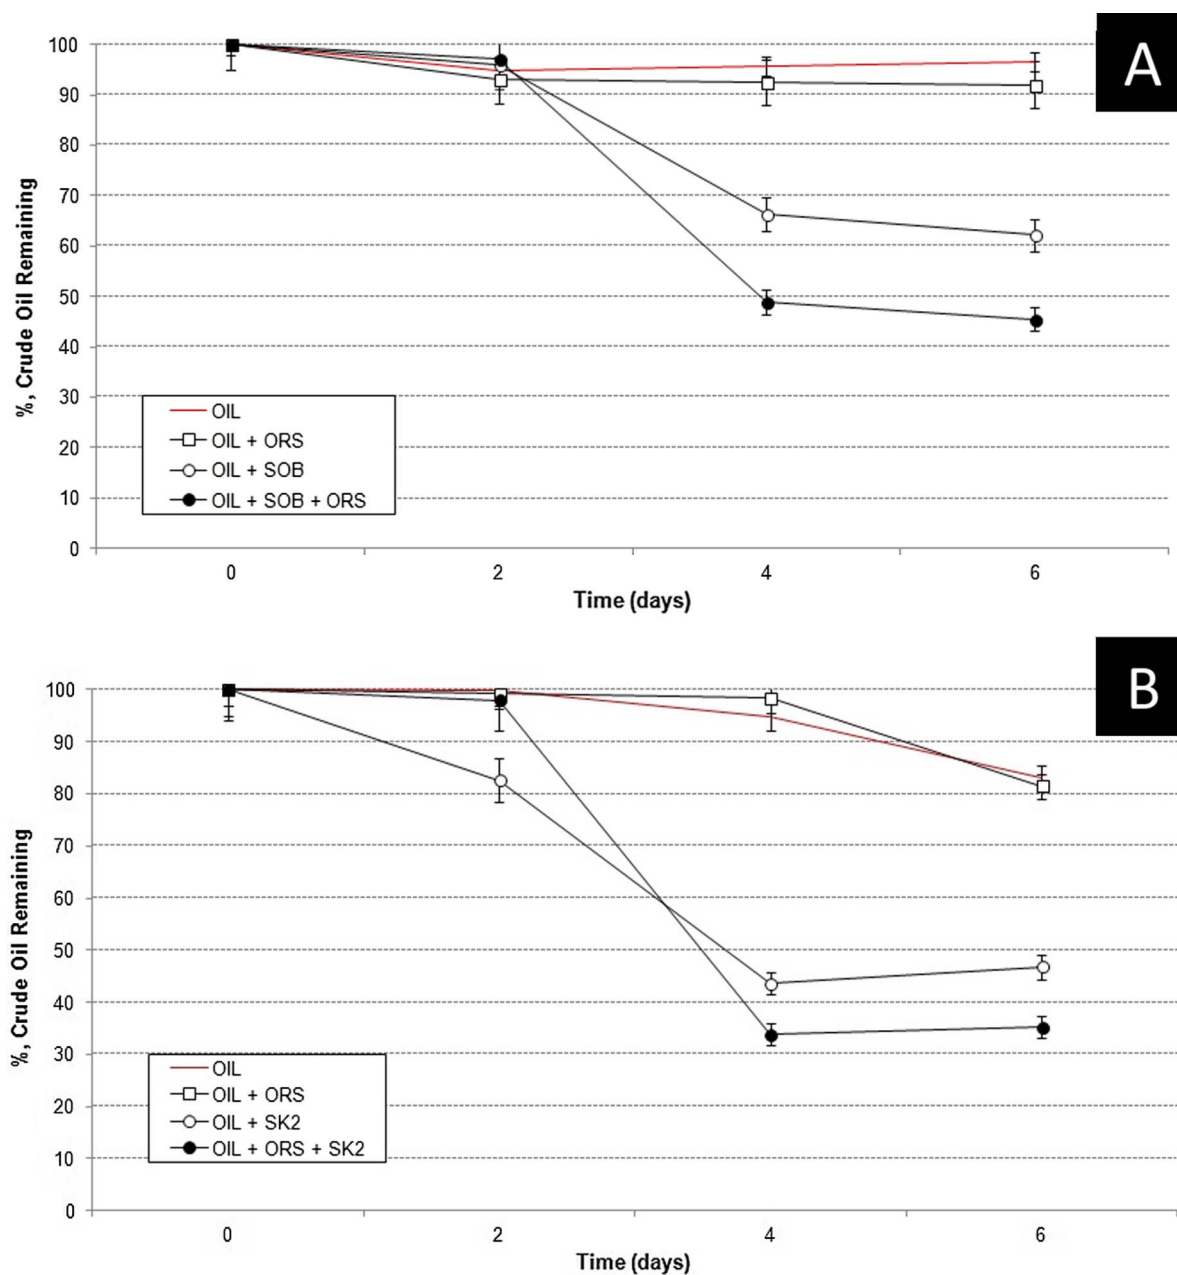 A
%, Crude Oil Remaining
100
90
80
70
60
50
40
30
20
10
0
OIL
OIL + ORS
OIL + SOB
OIL + SOB + ORS
0 2 4 6
Time (days)
B
%, Crude Oil Remaining
100
90
80
70
60
50
40
30
20
10
0
OIL
OIL + ORS
OIL + SK2
OIL + ORS + SK2
0 2 4 6
Time (days)